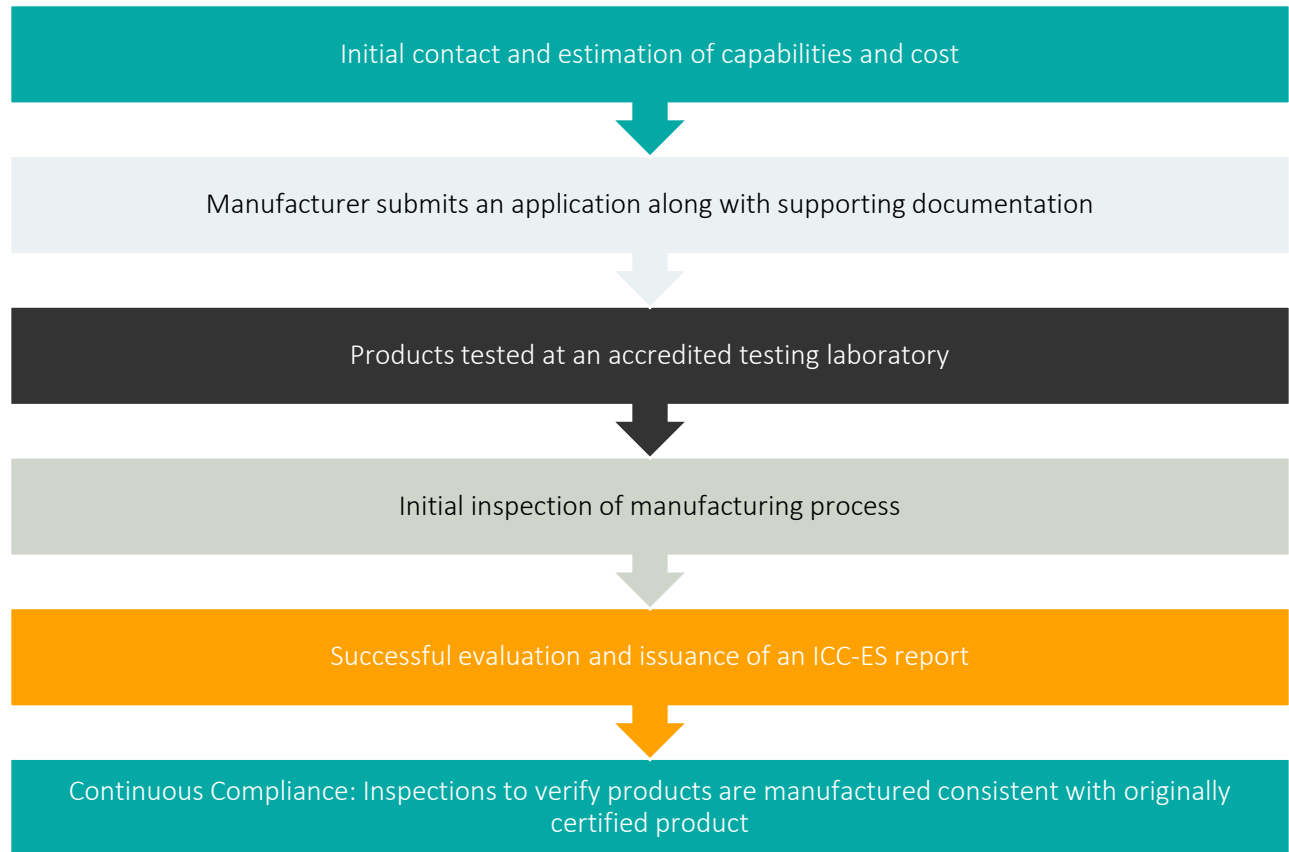 Initial contact and estimation of capabilities and cost
Manufacturer submits an application along with supporting documentation
Products tested at an accredited testing laboratory
Initial inspection of manufacturing process
Successful evaluation and issuance of an ICC-ES report
Continuous Compliance: Inspections to verify products are manufactured consistent with originally
certified product